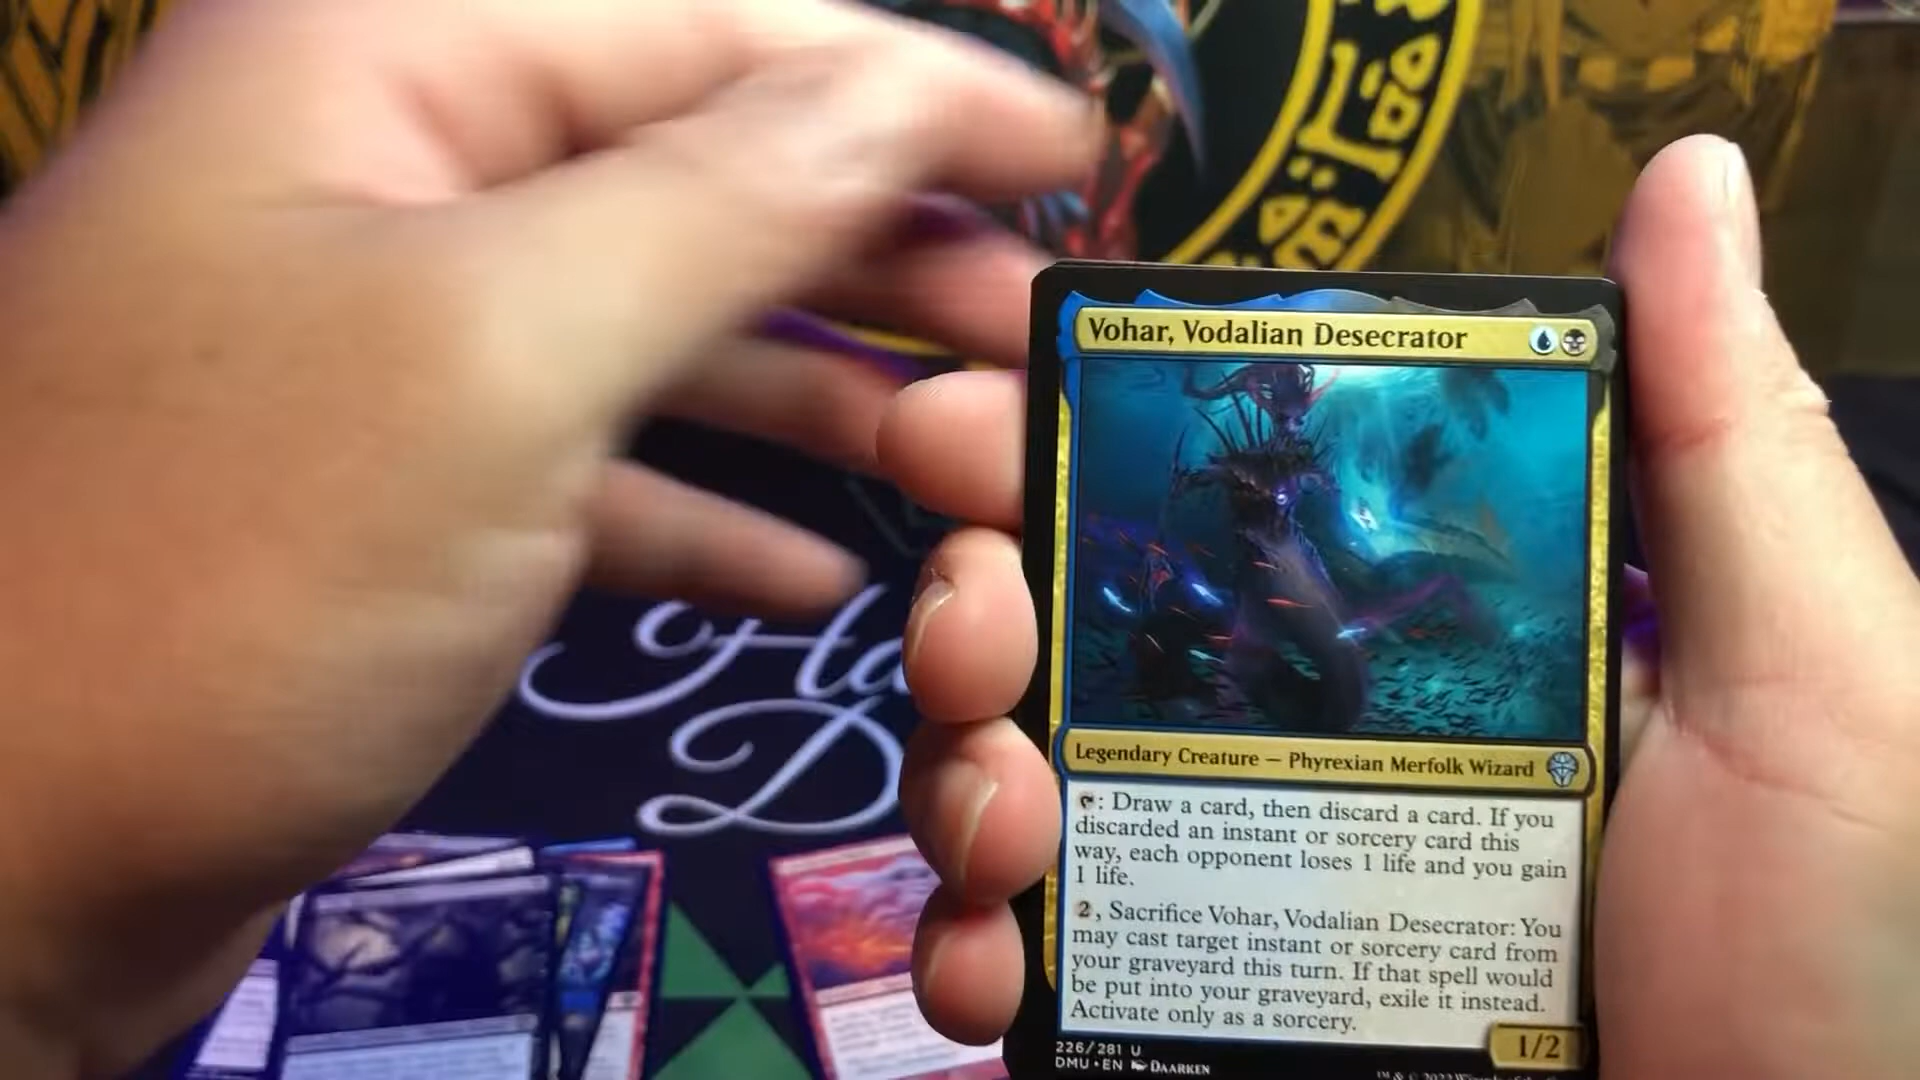 Vohar, Vodalian Desecrator
Legendary Creature — Phyrexian Merfolk Wizard
: Draw a card, then discard a card. If you
discarded an instant or sorcery card this
way, each opponent loses 1 life and you gain
1 life.
2, Sacrifice Vohar, Vodalian Desecrator: You
may cast target instant or sorcery card from
your graveyard this turn. If that spell would
be put into your graveyard, exile it instead.
Activate only as a sorcery.
1/2
226/281 U
DMU • EN DAARKEN
™ & © 2022